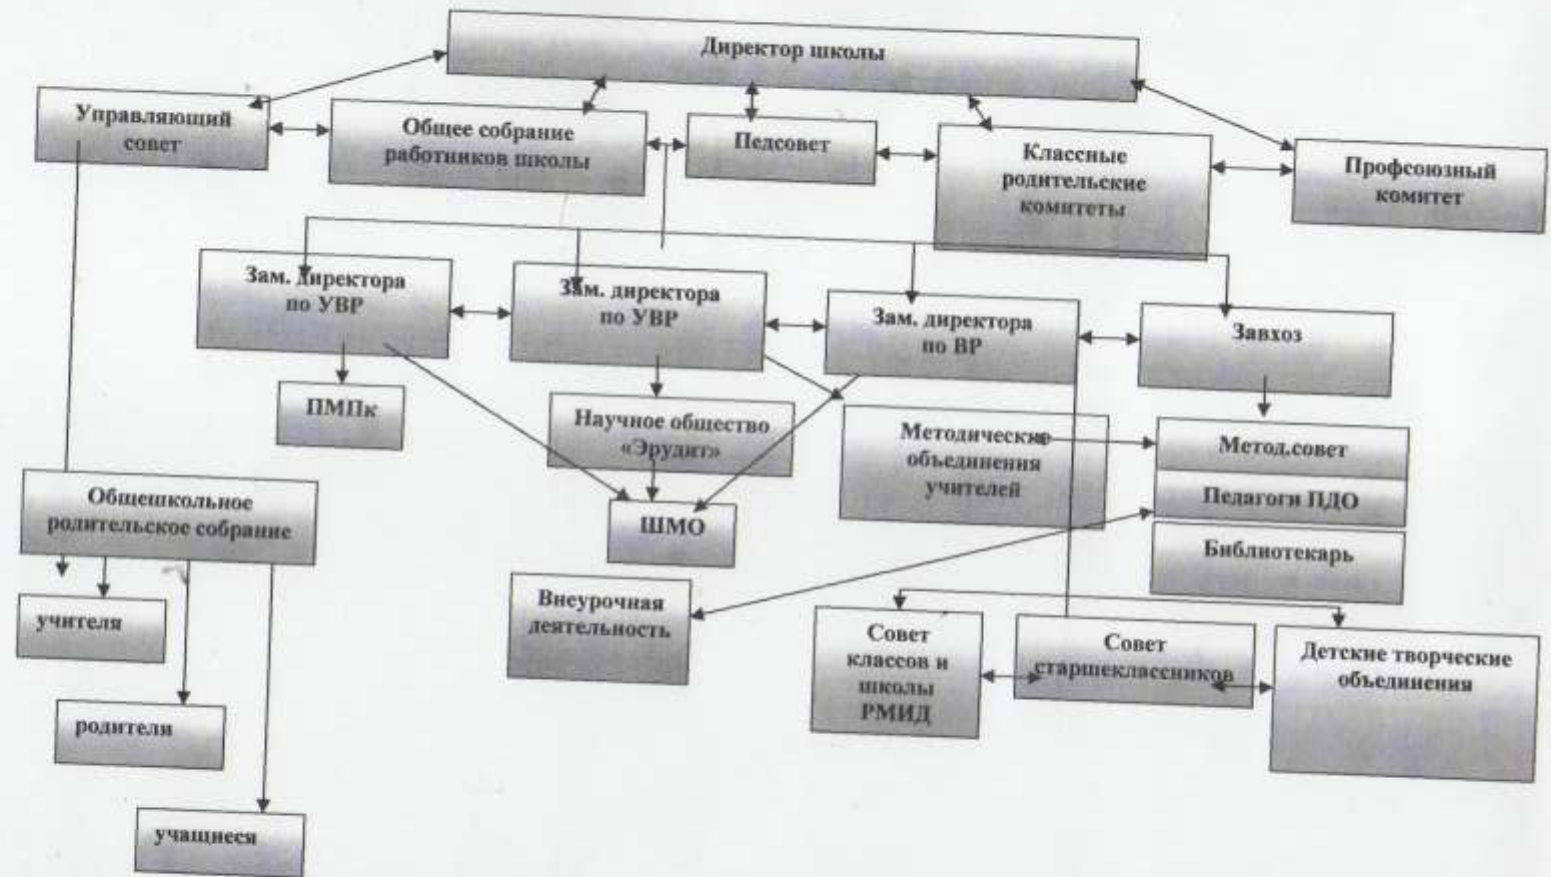 Директор школы
Управляющий
совет
Общее собрание
работников школы
Педсовет
Классные
родительские
комитеты
Профсоюзный
комитет
Зам. директора
по УВР
Зам. директора
по УВР
Зам. директора
по ВР
Завхоз
ПМПк
Научное общество
«Эрудит»
Методические
объединения
учителей
Метод.совет
Педагоги ПДО
Библиотекарь
Общешкольное
родительское собрание
ШМО
Внеурочная
деятельность
учителя
родители
учащиеся
Совет
классов и
школы
РМИД
Совет
старшеклассников
Детские творческие
объединения